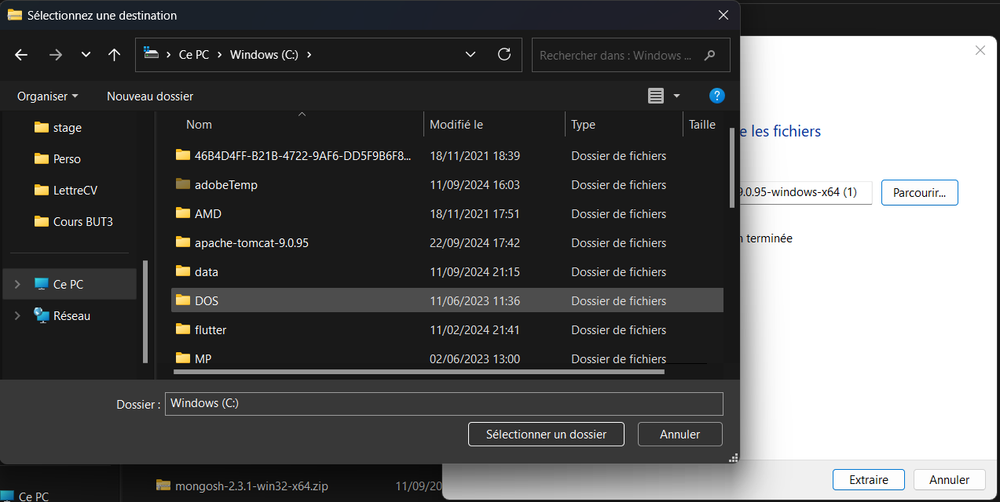 Sélectionnez une destination
Ce PC > Windows (C:) >
Rechercher dans : Windows ...
Organiser
Nouveau dossier
?
stage
Perso
LettreCV
Cours BUT3
Ce PC
Réseau
Nom Modifié le Type Taille
46B4D4FF-B21B-4722-9AF6-DD5F9B6F8... 18/11/2021 18:39 Dossier de fichiers
adobeTemp 11/09/2024 16:03 Dossier de fichiers
AMD 18/11/2021 17:51 Dossier de fichiers
apache-tomcat-9.0.95 22/09/2024 17:42 Dossier de fichiers
data 11/09/2024 21:15 Dossier de fichiers
DOS 11/06/2023 11:36 Dossier de fichiers
flutter 11/02/2024 21:41 Dossier de fichiers
MP 02/06/2023 13:00 Dossier de fichiers
Dossier : Windows (C:)
Sélectionner un dossier
Annuler
e les fichiers
9.0.95-windows-x64 (1)
Parcourir...
n terminée
Extraire
Annuler
mongosh-2.3.1-win32-x64.zip 11/09/20
Ce PC